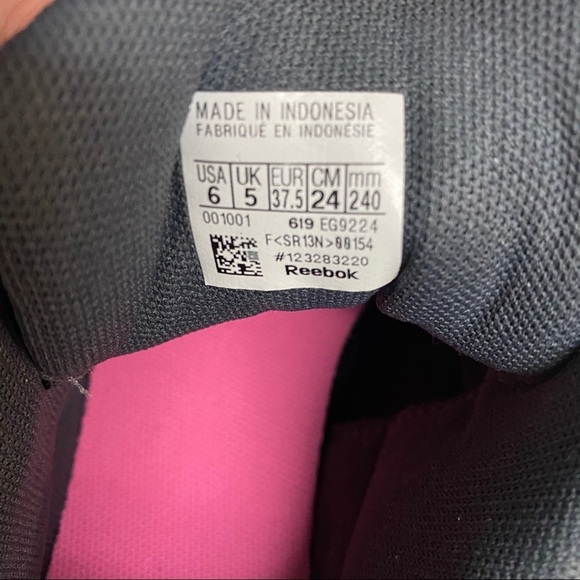 MADE IN INDONESIA
FABRIQUÉ EN INDONÉSIE
USA UK EUR CM mm
6 5 37.5 24 240
001001 619 EG9224
F<SR13N>00154
#123283220
Reebok